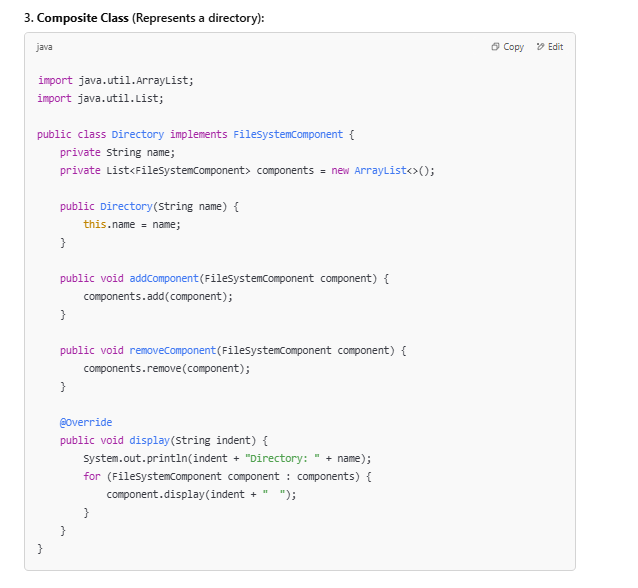 3. Composite Class (Represents a directory):
java
Copy Edit
import java.util.ArrayList;
import java.util.List;

public class Directory implements FileSystemComponent {
    private String name;
    private List<FileSystemComponent> components = new ArrayList<>();

    public Directory(String name) {
        this.name = name;
    }

    public void addComponent(FileSystemComponent component) {
        components.add(component);
    }

    public void removeComponent(FileSystemComponent component) {
        components.remove(component);
    }

    @Override
    public void display(String indent) {
        System.out.println(indent + "Directory: " + name);
        for (FileSystemComponent component : components) {
            component.display(indent + "  ");
        }
    }
}